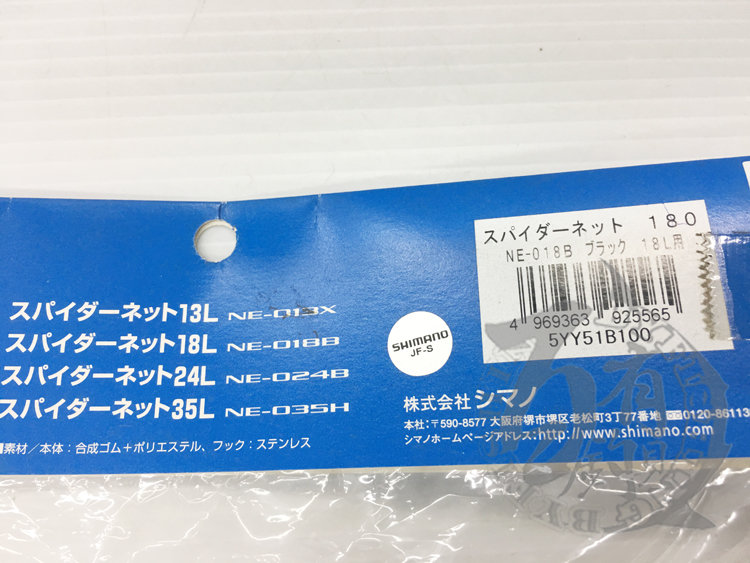 スパイダーネット 180
NE-018B ブラック 18L用
4 969363 925565
5YY51B100
スパイダーネット13L NE-013X
スパイダーネット18L NE-018B
スパイダーネット24L NE-024B
スパイダーネット35L NE-035H
■素材/本体:合成ゴム+ポリエステル、フック:ステンレス
SHIMANO
JF-S
株式会社シマノ
本社:〒590-8577 大阪府堺市堺区老松町3丁77番地 0120-86113
シマノホームページアドレス:http://www.shimano.com